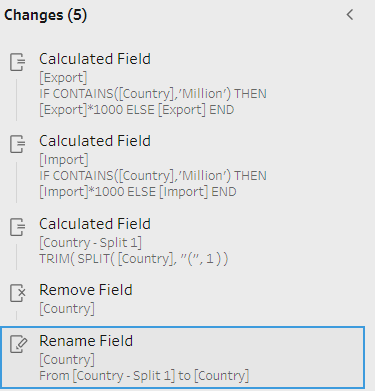 Changes (5)
Calculated Field
[Export]
IF CONTAINS([Country],'Million') THEN
[Export]*1000 ELSE [Export] END
Calculated Field
[Import]
IF CONTAINS([Country],'Million') THEN
[Import]*1000 ELSE [Import] END
Calculated Field
[Country - Split 1]
TRIM( SPLIT( [Country], "(", 1 ) )
Remove Field
[Country]
Rename Field
[Country]
From [Country - Split 1] to [Country]